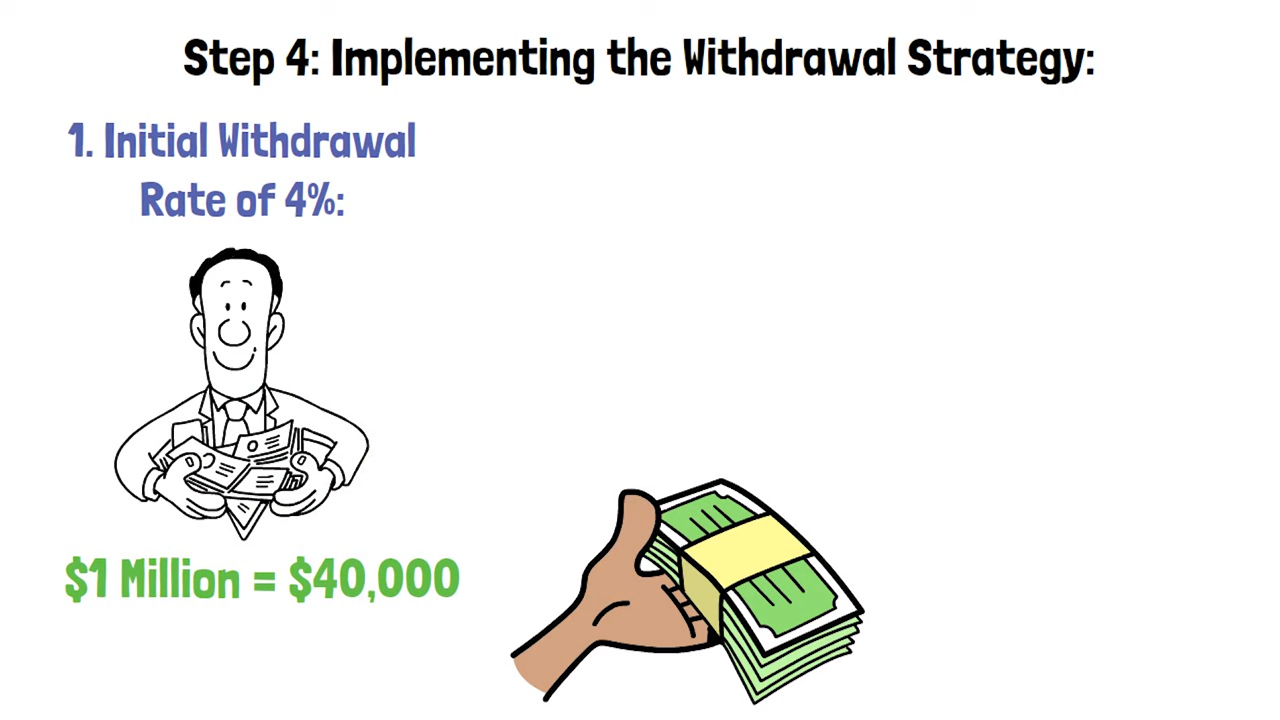 Step 4: Implementing the Withdrawal Strategy:
1. Initial Withdrawal
Rate of 4%:
$1 Million = $40,000